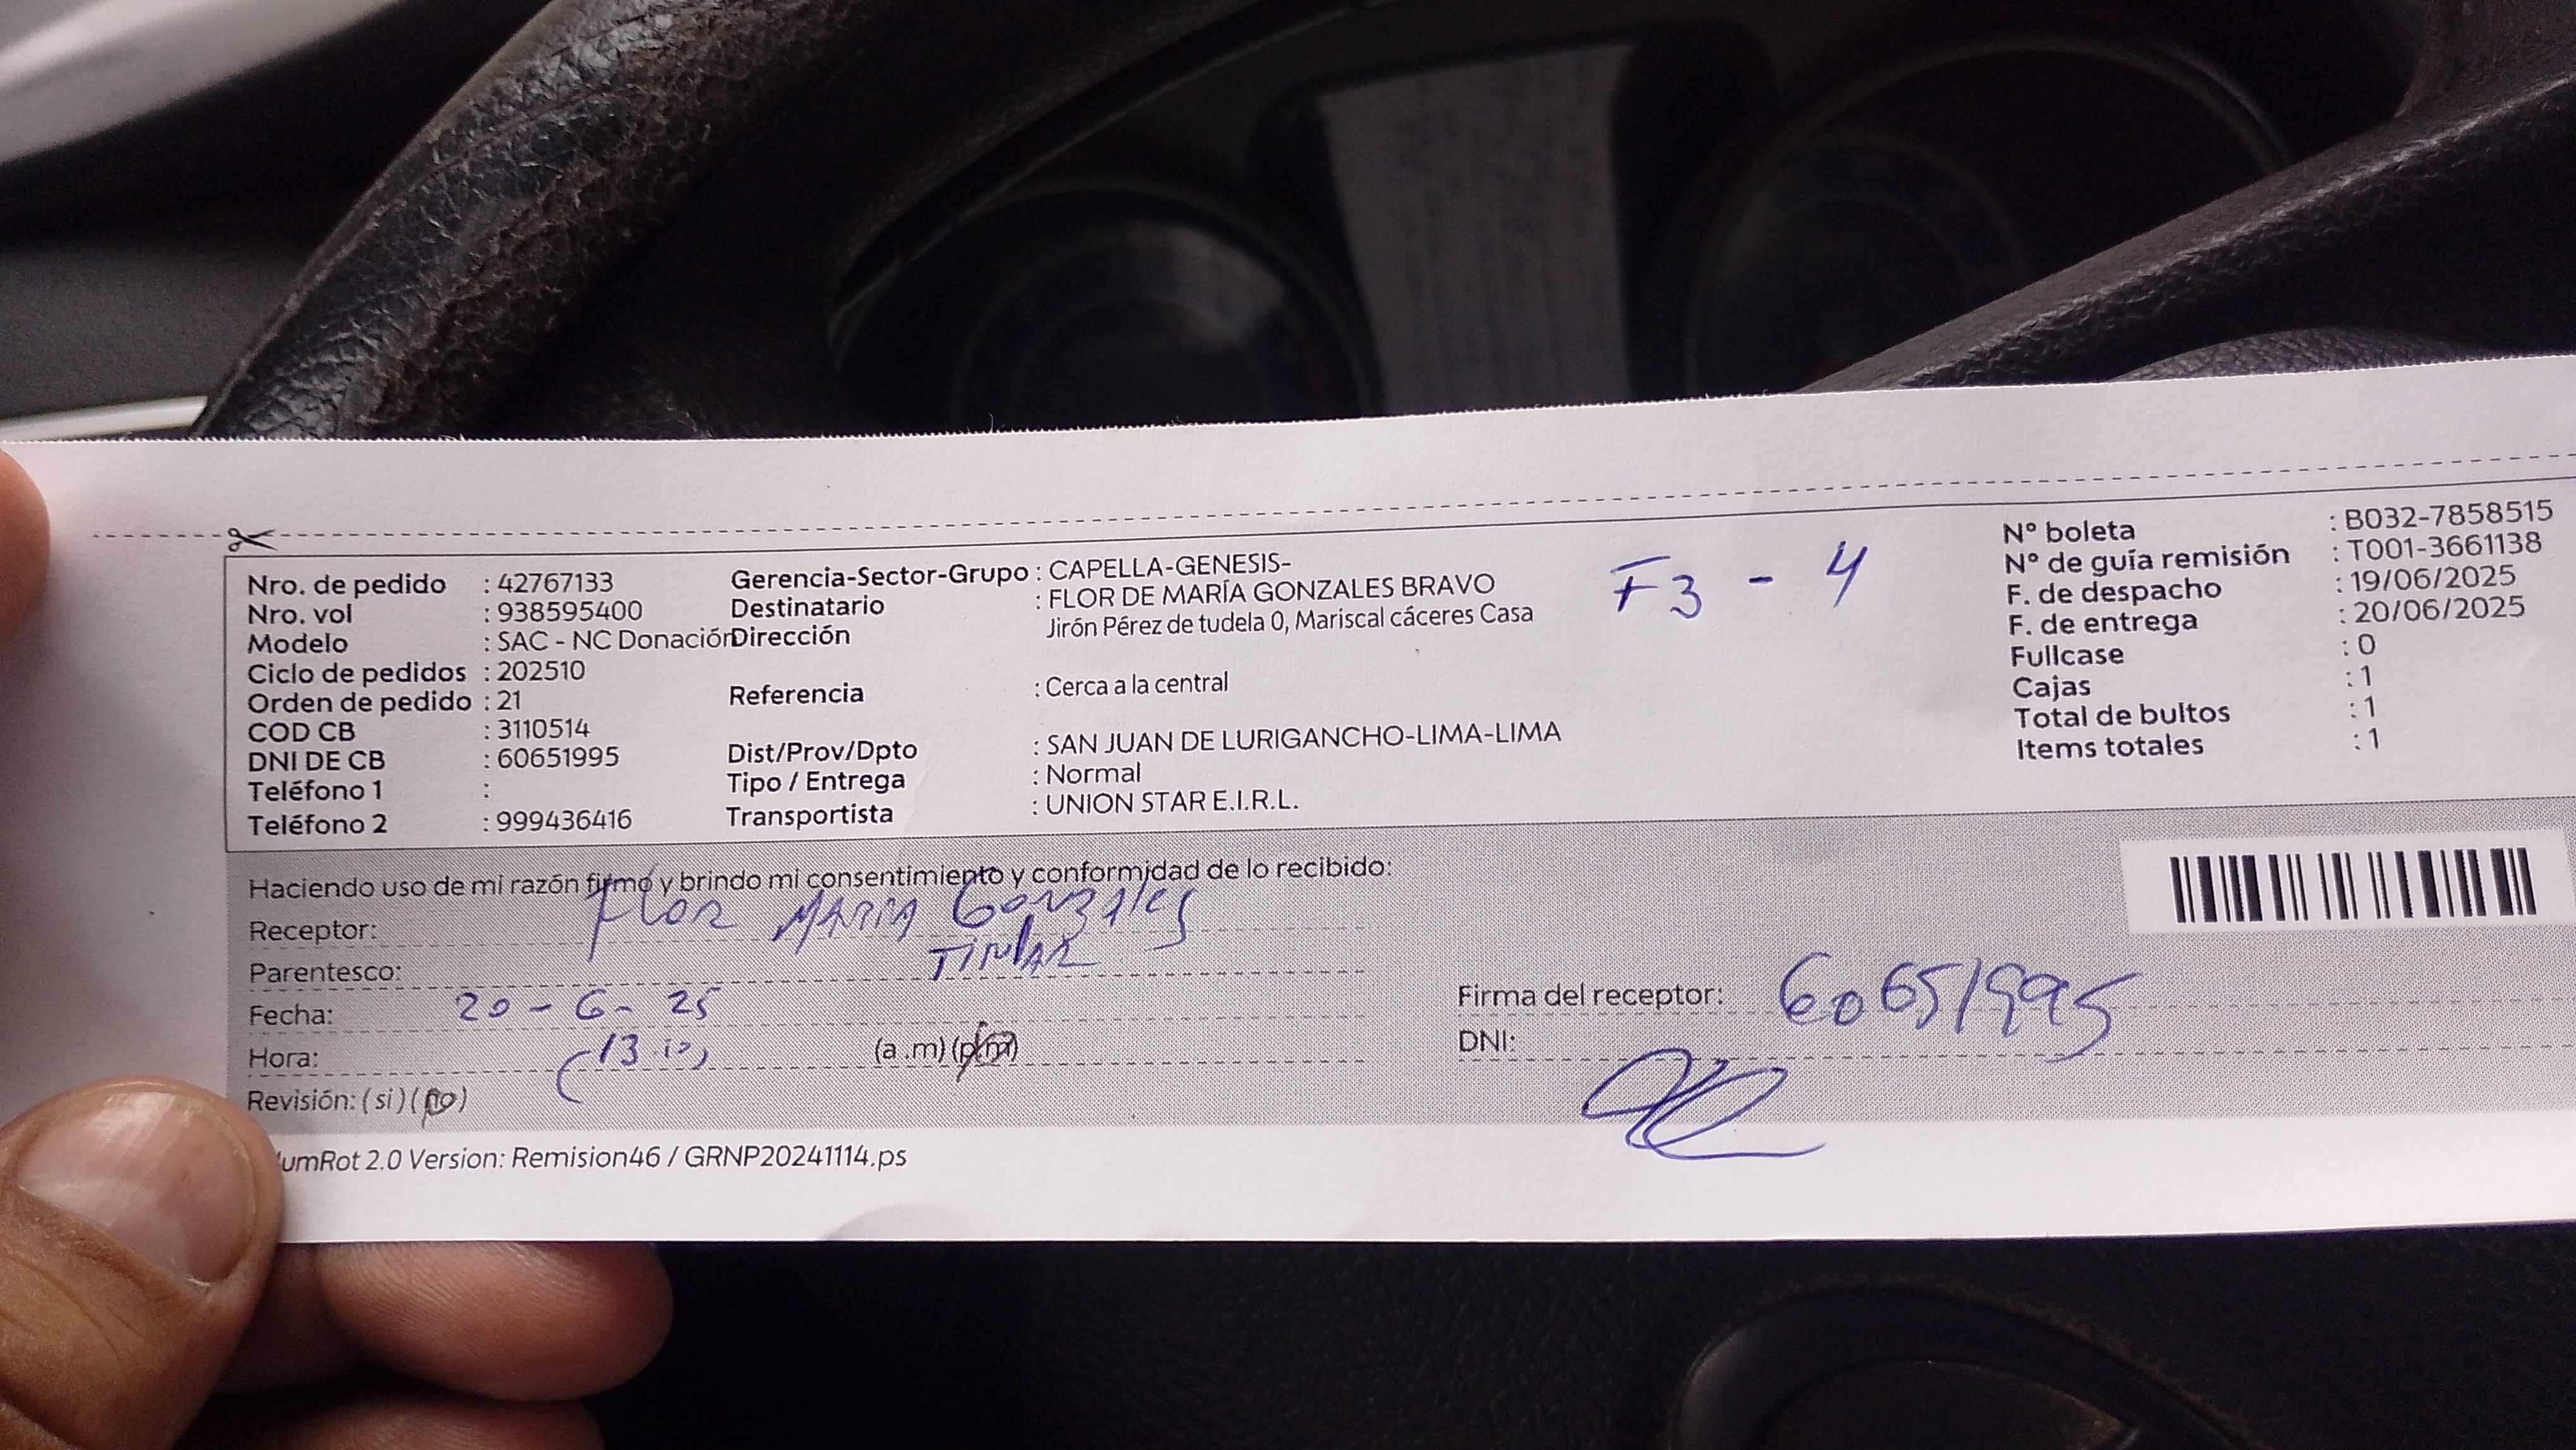 Nro. de pedido : 42767133
Nro. vol : 938595400
Modelo : SAC - NC Donación
Ciclo de pedidos : 202510
Orden de pedido : 21
COD CB : 3110514
DNI DE CB : 60651995
Teléfono 1 :
Teléfono 2 : 999436416
Gerencia-Sector-Grupo : CAPELLA-GENESIS-
Destinatario : FLOR DE MARÍA GONZALES BRAVO
Dirección Jirón Pérez de tudela 0, Mariscal cáceres Casa
Referencia : Cerca a la central
Dist/Prov/Dpto : SAN JUAN DE LURIGANCHO-LIMA-LIMA
Tipo / Entrega : Normal
Transportista : UNION STAR E.I.R.L.
F3 - 4
N° boleta : B032-7858515
N° de guía remisión : T001-3661138
F. de despacho : 19/06/2025
F. de entrega : 20/06/2025
Fullcase : 0
Cajas : 1
Total de bultos : 1
Items totales : 1
Haciendo uso de mi razón firmo y brindo mi consentimiento y conformidad de lo recibido:
Receptor: Flor MARIA Gonzales
Parentesco: TITULAR
Fecha: 20 - 6 - 25
Hora: (13:10) (a.m) (p.m)
Revisión: (si) (no)
Firma del receptor: 60651995
DNI:
umRot 2.0 Version: Remision46 / GRNP20241114.ps